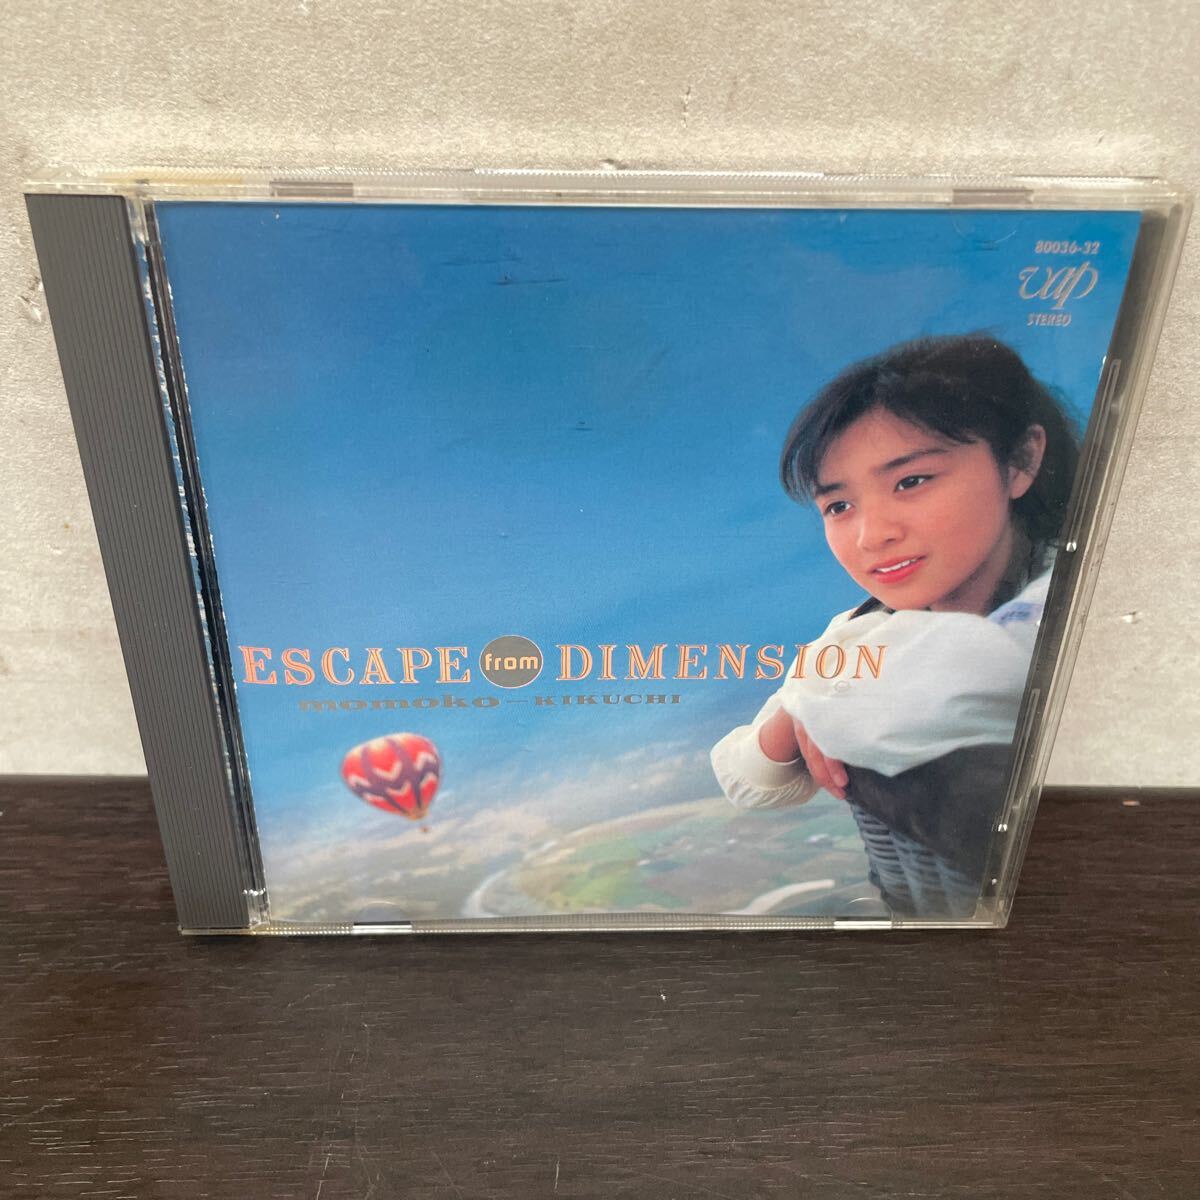 80036-32
vap
STEREO
ESCAPE from DIMENSION
momoko — KIKUCHI